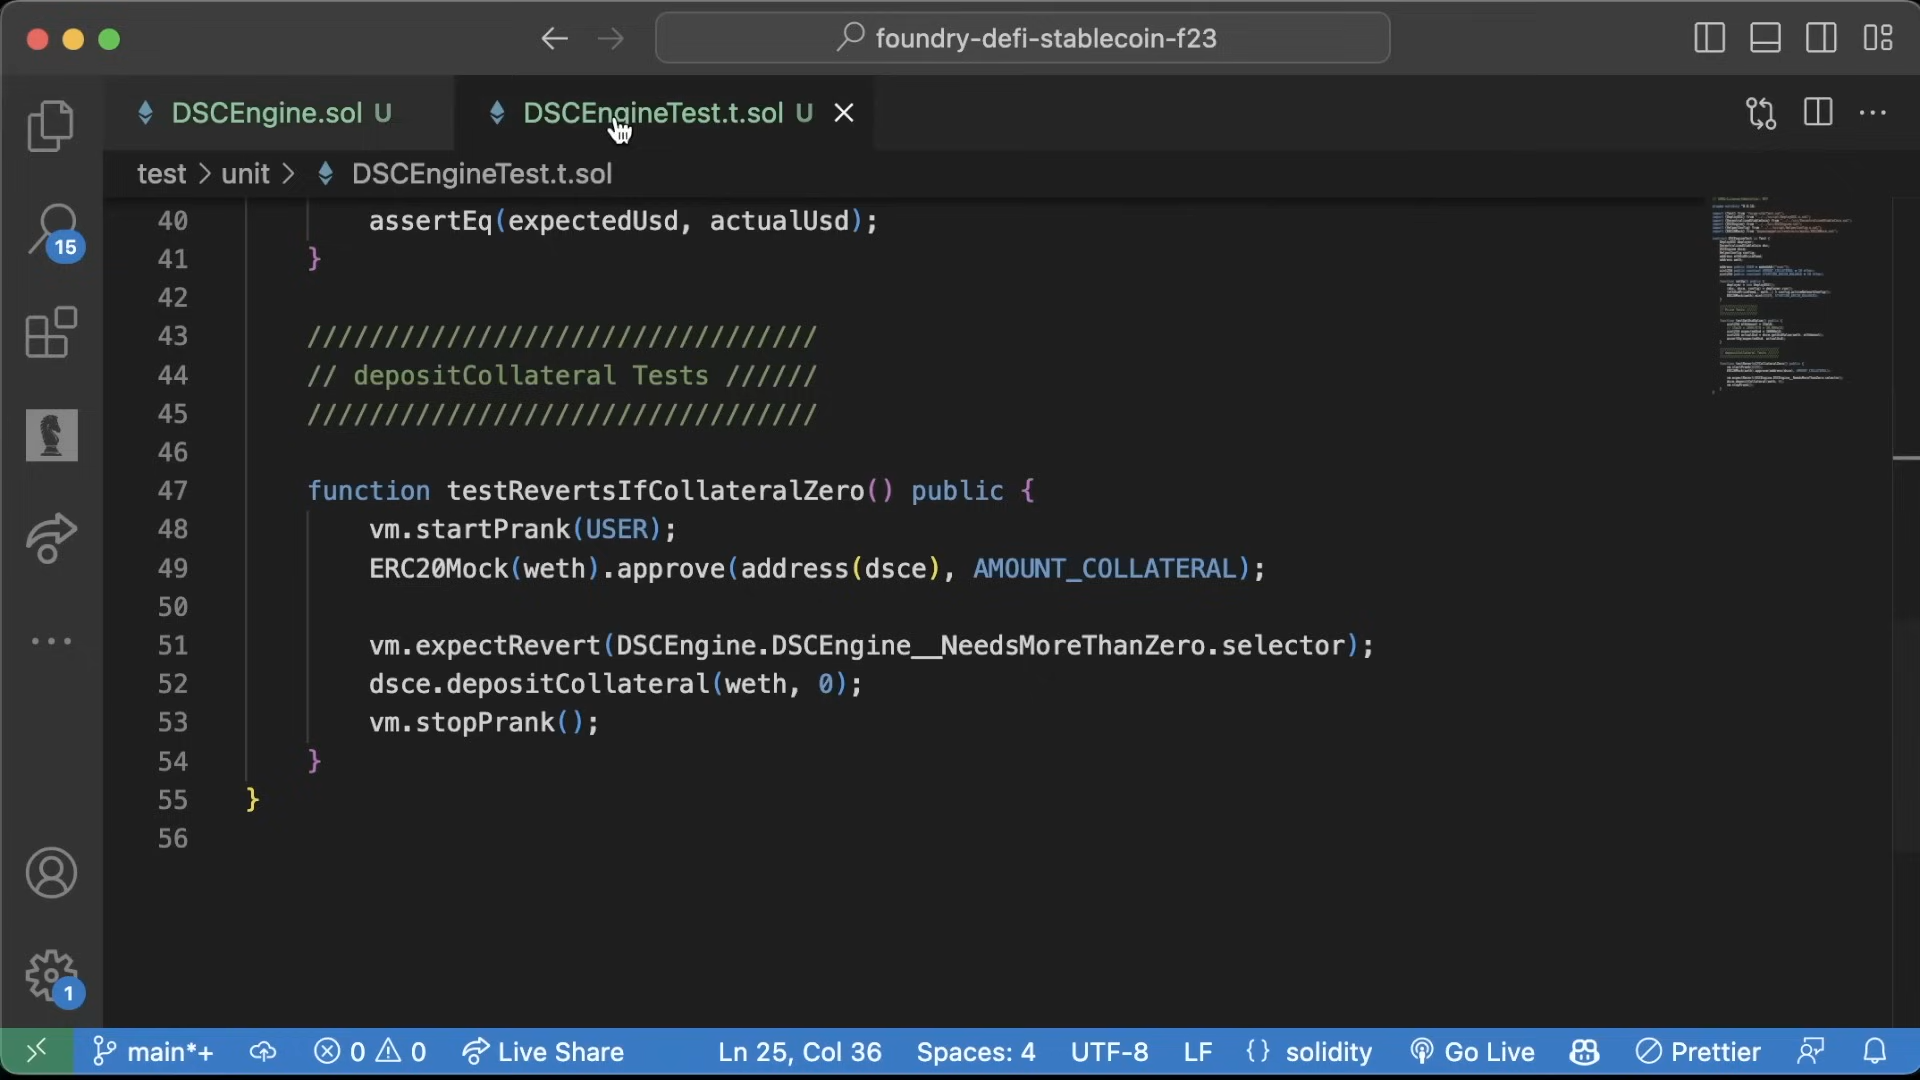 foundry-defi-stablecoin-f23
DSCEngine.sol U
DSCEngineTest.t.sol U
test > unit > DSCEngineTest.t.sol
15
1
40 assertEq(expectedUsd, actualUsd);
41 }
42
43 /////////////////////////////////
44 // depositCollateral Tests //////
45 /////////////////////////////////
46
47 function testRevertsIfCollateralZero() public {
48 vm.startPrank(USER);
49 ERC20Mock(weth).approve(address(dsce), AMOUNT_COLLATERAL);
50
51 vm.expectRevert(DSCEngine.DSCEngine__NeedsMoreThanZero.selector);
52 dsce.depositCollateral(weth, 0);
53 vm.stopPrank();
54 }
55 }
56
main*+ 0 0 Live Share Ln 25, Col 36 Spaces: 4 UTF-8 LF {} solidity Go Live Prettier